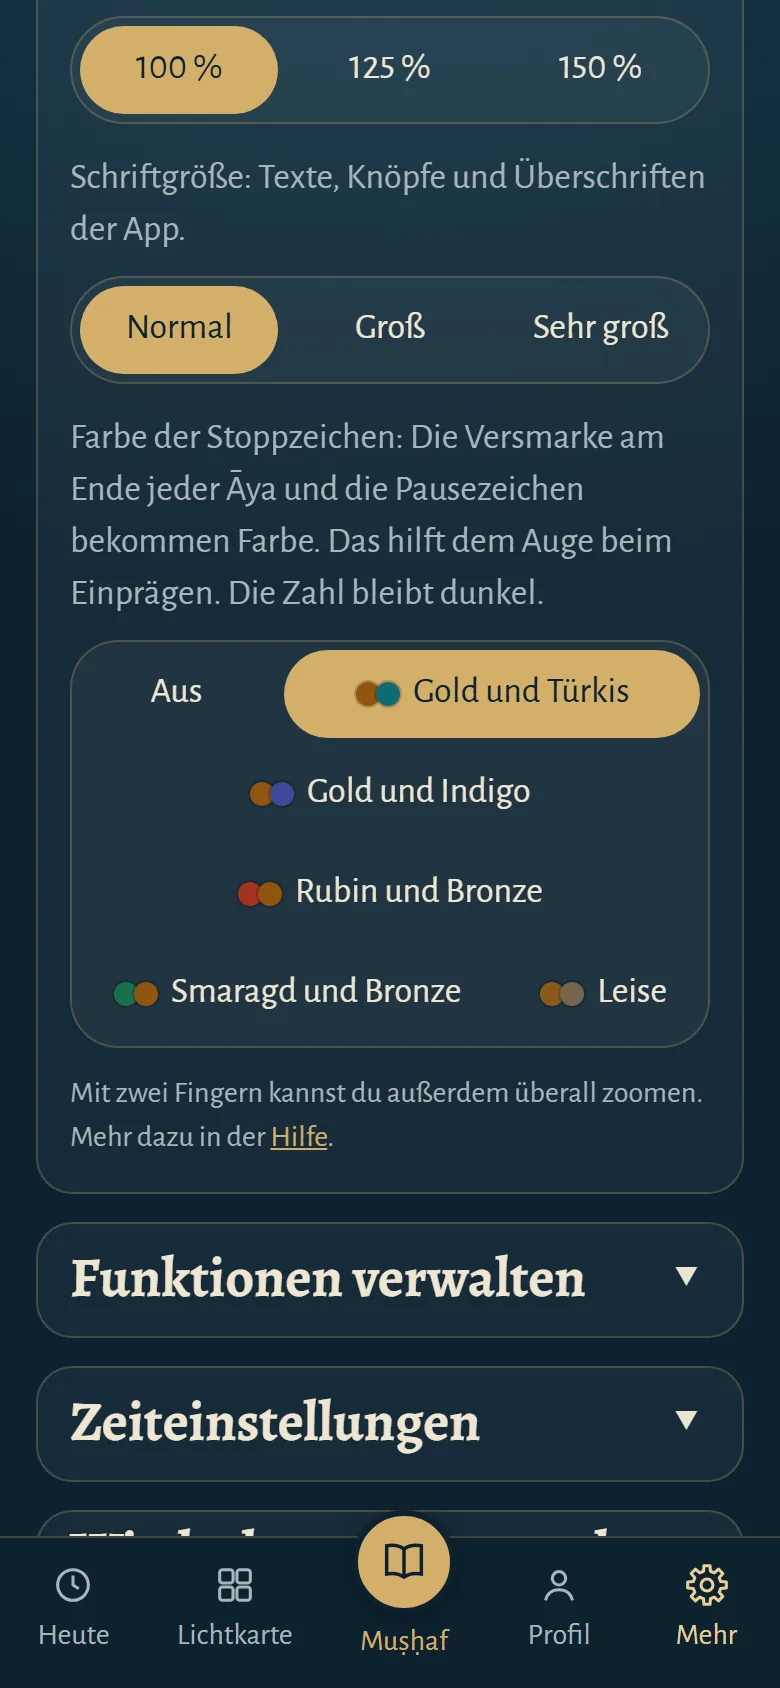 100 % 125 % 150 %
Schriftgröße: Texte, Knöpfe und Überschriften
der App.
Normal Groß Sehr groß
Farbe der Stoppzeichen: Die Versmarke am
Ende jeder Āya und die Pausezeichen
bekommen Farbe. Das hilft dem Auge beim
Einprägen. Die Zahl bleibt dunkel.
Aus Gold und Türkis
Gold und Indigo
Rubin und Bronze
Smaragd und Bronze Leise
Mit zwei Fingern kannst du außerdem überall zoomen.
Mehr dazu in der Hilfe.
Funktionen verwalten
Zeiteinstellungen
Heute Lichtkarte Muṣḥaf Profil Mehr